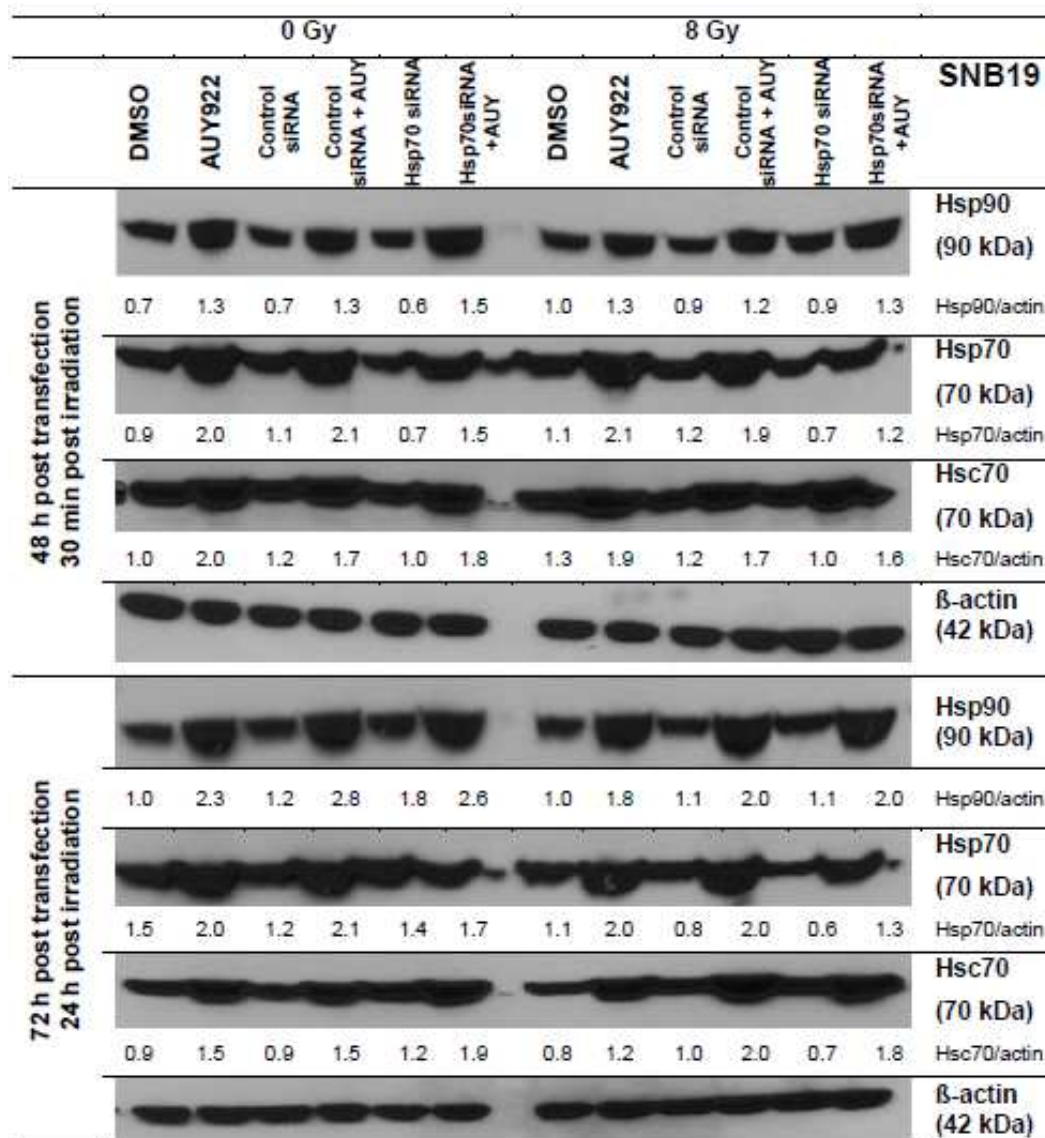 0 Gy 8 Gy
DMSO AUY922 Control siRNA Control siRNA + AUY Hsp70 siRNA Hsp70siRNA +AUY DMSO AUY922 Control siRNA Control siRNA + AUY Hsp70 siRNA Hsp70siRNA +AUY SNB19
48 h post transfection
30 min post irradiation
Hsp90
(90 kDa)
0.7 1.3 0.7 1.3 0.6 1.5 1.0 1.3 0.9 1.2 0.9 1.3 Hsp90/actin
Hsp70
(70 kDa)
0.9 2.0 1.1 2.1 0.7 1.5 1.1 2.1 1.2 1.9 0.7 1.2 Hsp70/actin
Hsc70
(70 kDa)
1.0 2.0 1.2 1.7 1.0 1.8 1.3 1.9 1.2 1.7 1.0 1.6 Hsc70/actin
ß-actin
(42 kDa)
72 h post transfection
24 h post irradiation
Hsp90
(90 kDa)
1.0 2.3 1.2 2.8 1.8 2.6 1.0 1.8 1.1 2.0 1.1 2.0 Hsp90/actin
Hsp70
(70 kDa)
1.5 2.0 1.2 2.1 1.4 1.7 1.1 2.0 0.8 2.0 0.6 1.3 Hsp70/actin
Hsc70
(70 kDa)
0.9 1.5 0.9 1.5 1.2 1.9 0.8 1.2 1.0 2.0 0.7 1.8 Hsc70/actin
ß-actin
(42 kDa)